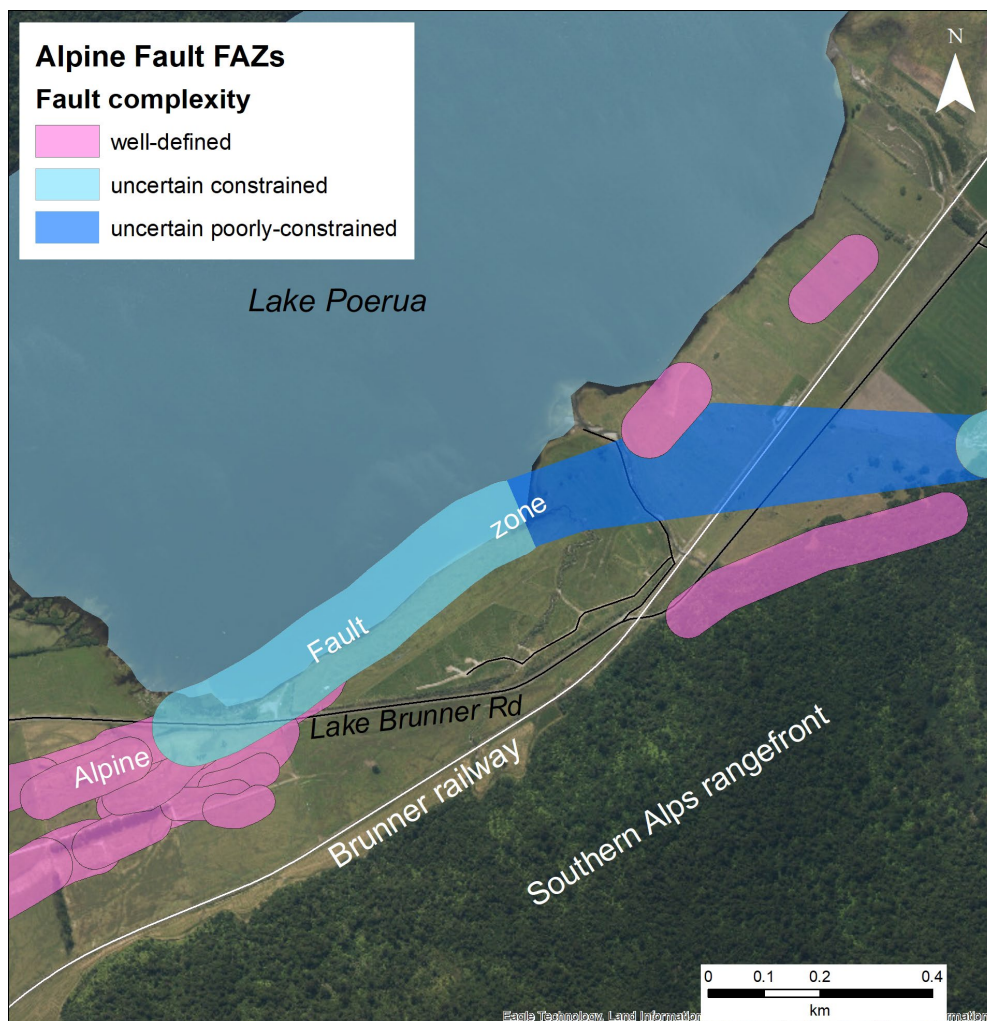 Alpine Fault FAZs
Fault complexity
well-defined
uncertain constrained
uncertain poorly-constrained
N
Lake Poerua
zone
Fault
Alpine
Lake Brunner Rd
Brunner railway
Southern Alps rangefront
0 0.1 0.2 0.4
km
Eagle Technology, Land Information